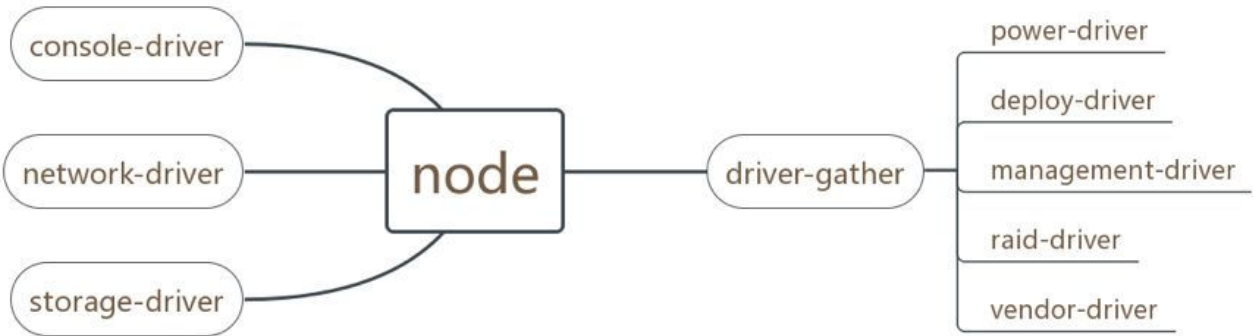 console-driver
network-driver
storage-driver
node
driver-gather
power-driver
deploy-driver
management-driver
raid-driver
vendor-driver